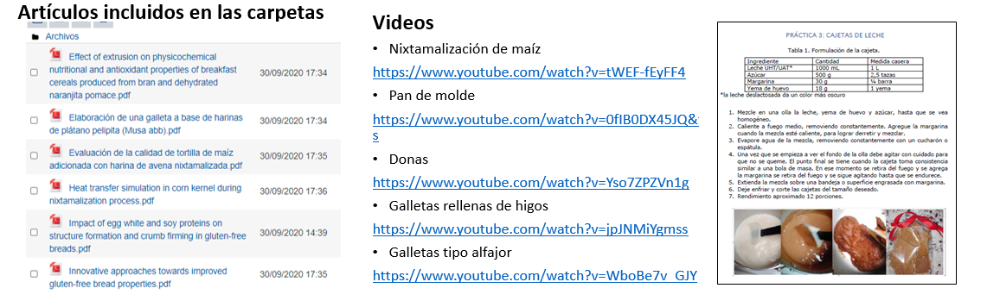 Artículos incluidos en las carpetas
Archivos
Effect of extrusion on physicochemical
nutritional and antioxidant properties of breakfast
cereals produced from bran and dehydrated
naranjita pomace.pdf
30/09/2020 17:34
Elaboración de una galleta a base de harinas
de plátano pelipita (Musa abb).pdf
30/09/2020 17:34
Evaluación de la calidad de tortilla de maíz
adicionada con harina de avena nixtamalizada.pdf
30/09/2020 17:35
Heat transfer simulation in corn kernel during
nixtamalization process.pdf
30/09/2020 17:36
Impact of egg white and soy proteins on
structure formation and crumb firming in gluten-free
breads.pdf
30/09/2020 14:39
Innovative approaches towards improved
gluten-free bread properties.pdf
30/09/2020 17:35
Videos
• Nixtamalización de maíz
https://www.youtube.com/watch?v=tWEF-fEyFF4
• Pan de molde
https://www.youtube.com/watch?v=0fIB0DX45JQ&
s
• Donas
https://www.youtube.com/watch?v=Yso7ZPZVn1g
• Galletas rellenas de higos
https://www.youtube.com/watch?v=jpJNMiYgmss
• Galletas tipo alfajor
https://www.youtube.com/watch?v=WboBe7v_GJY
PRÁCTICA 3: CAJETAS DE LECHE
Tabla 1. Formulación de la cajeta.
Ingrediente Cantidad Medida casera
Leche UHT/UAT* 1000 mL 1 L
Azúcar 500 g 2,5 tazas
Margarina 30 g ¼ barra
Yema de huevo 18 g 1 yema
*la leche deslactosada da un color más oscuro
1. Mezcle en una olla la leche, yema de huevo y azúcar, hasta que se vea
homogéneo.
2. Caliente a fuego medio, removiendo constantemente. Agregue la margarina
cuando la mezcla esté caliente, para lograr derretir y mezclar.
3. Evapore agua de la mezcla, removiendo constantemente con un cucharón o
espátula.
4. Una vez que se empieza a ver el fondo de la olla debe agitar con cuidado para
que no se queme. El punto final se tiene cuando la cajeta toma consistencia
similar a una bola de masa. En ese momento se retira del fuego y se agrega
la margarina se retira del fuego y se sigue agitando hasta que se endurece.
5. Extienda la mezcla sobre una bandeja o superficie engrasada con margarina.
6. Deje enfriar y corte las cajetas del tamaño deseado.
7. Rendimiento aproximado 12 porciones.